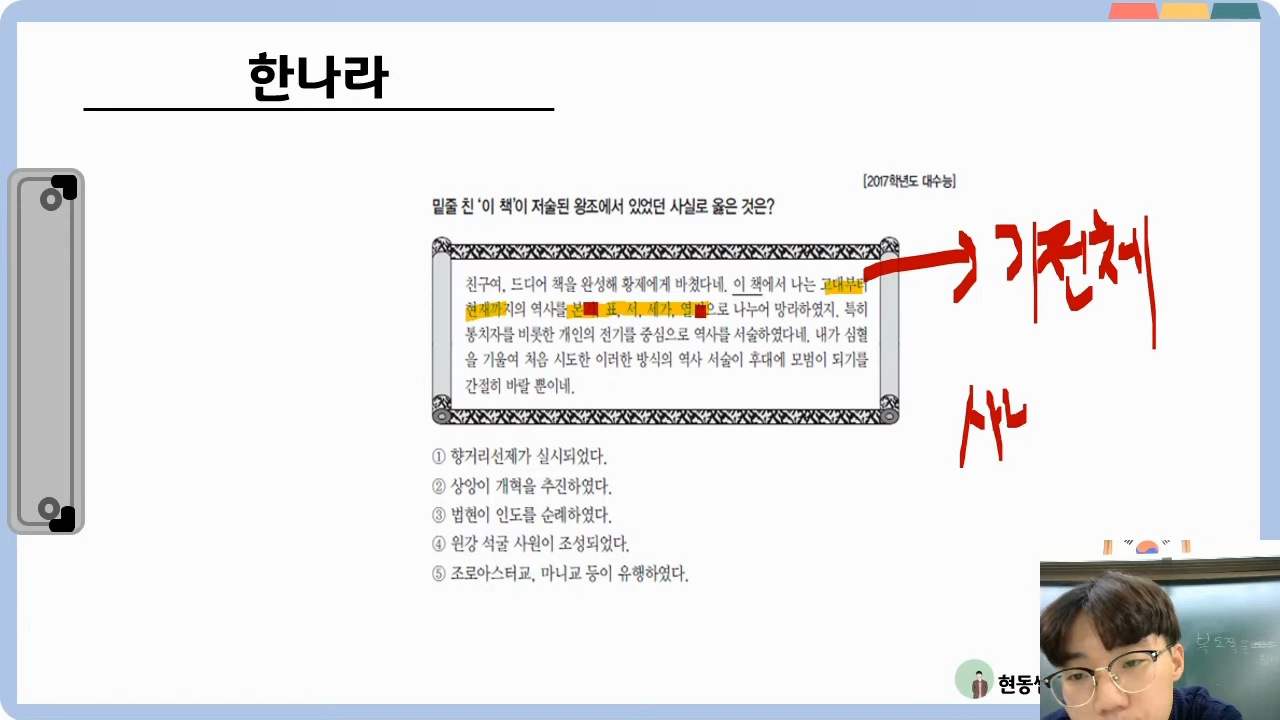 한나라
[2017학년도 대수능]
밑줄 친 ‘이 책’이 저술된 왕조에서 있었던 사실로 옳은 것은?
친구여, 드디어 책을 완성해 황제에게 바쳤다네. 이 책에서 나는 고대부터
현재까지의 역사를 본 표, 서, 세가, 열 으로 나누어 망라하였지. 특히
통치자를 비롯한 개인의 전기를 중심으로 역사를 서술하였다네. 내가 심혈
을 기울여 처음 시도한 이러한 방식의 역사 서술이 후대에 모범이 되기를
간절히 바랄 뿐이네.
기전체
① 향거리선제가 실시되었다.
② 상앙이 개혁을 추진하였다.
③ 법현이 인도를 순례하였다.
④ 윈강 석굴 사원이 조성되었다.
⑤ 조로아스터교, 마니교 등이 유행하였다.